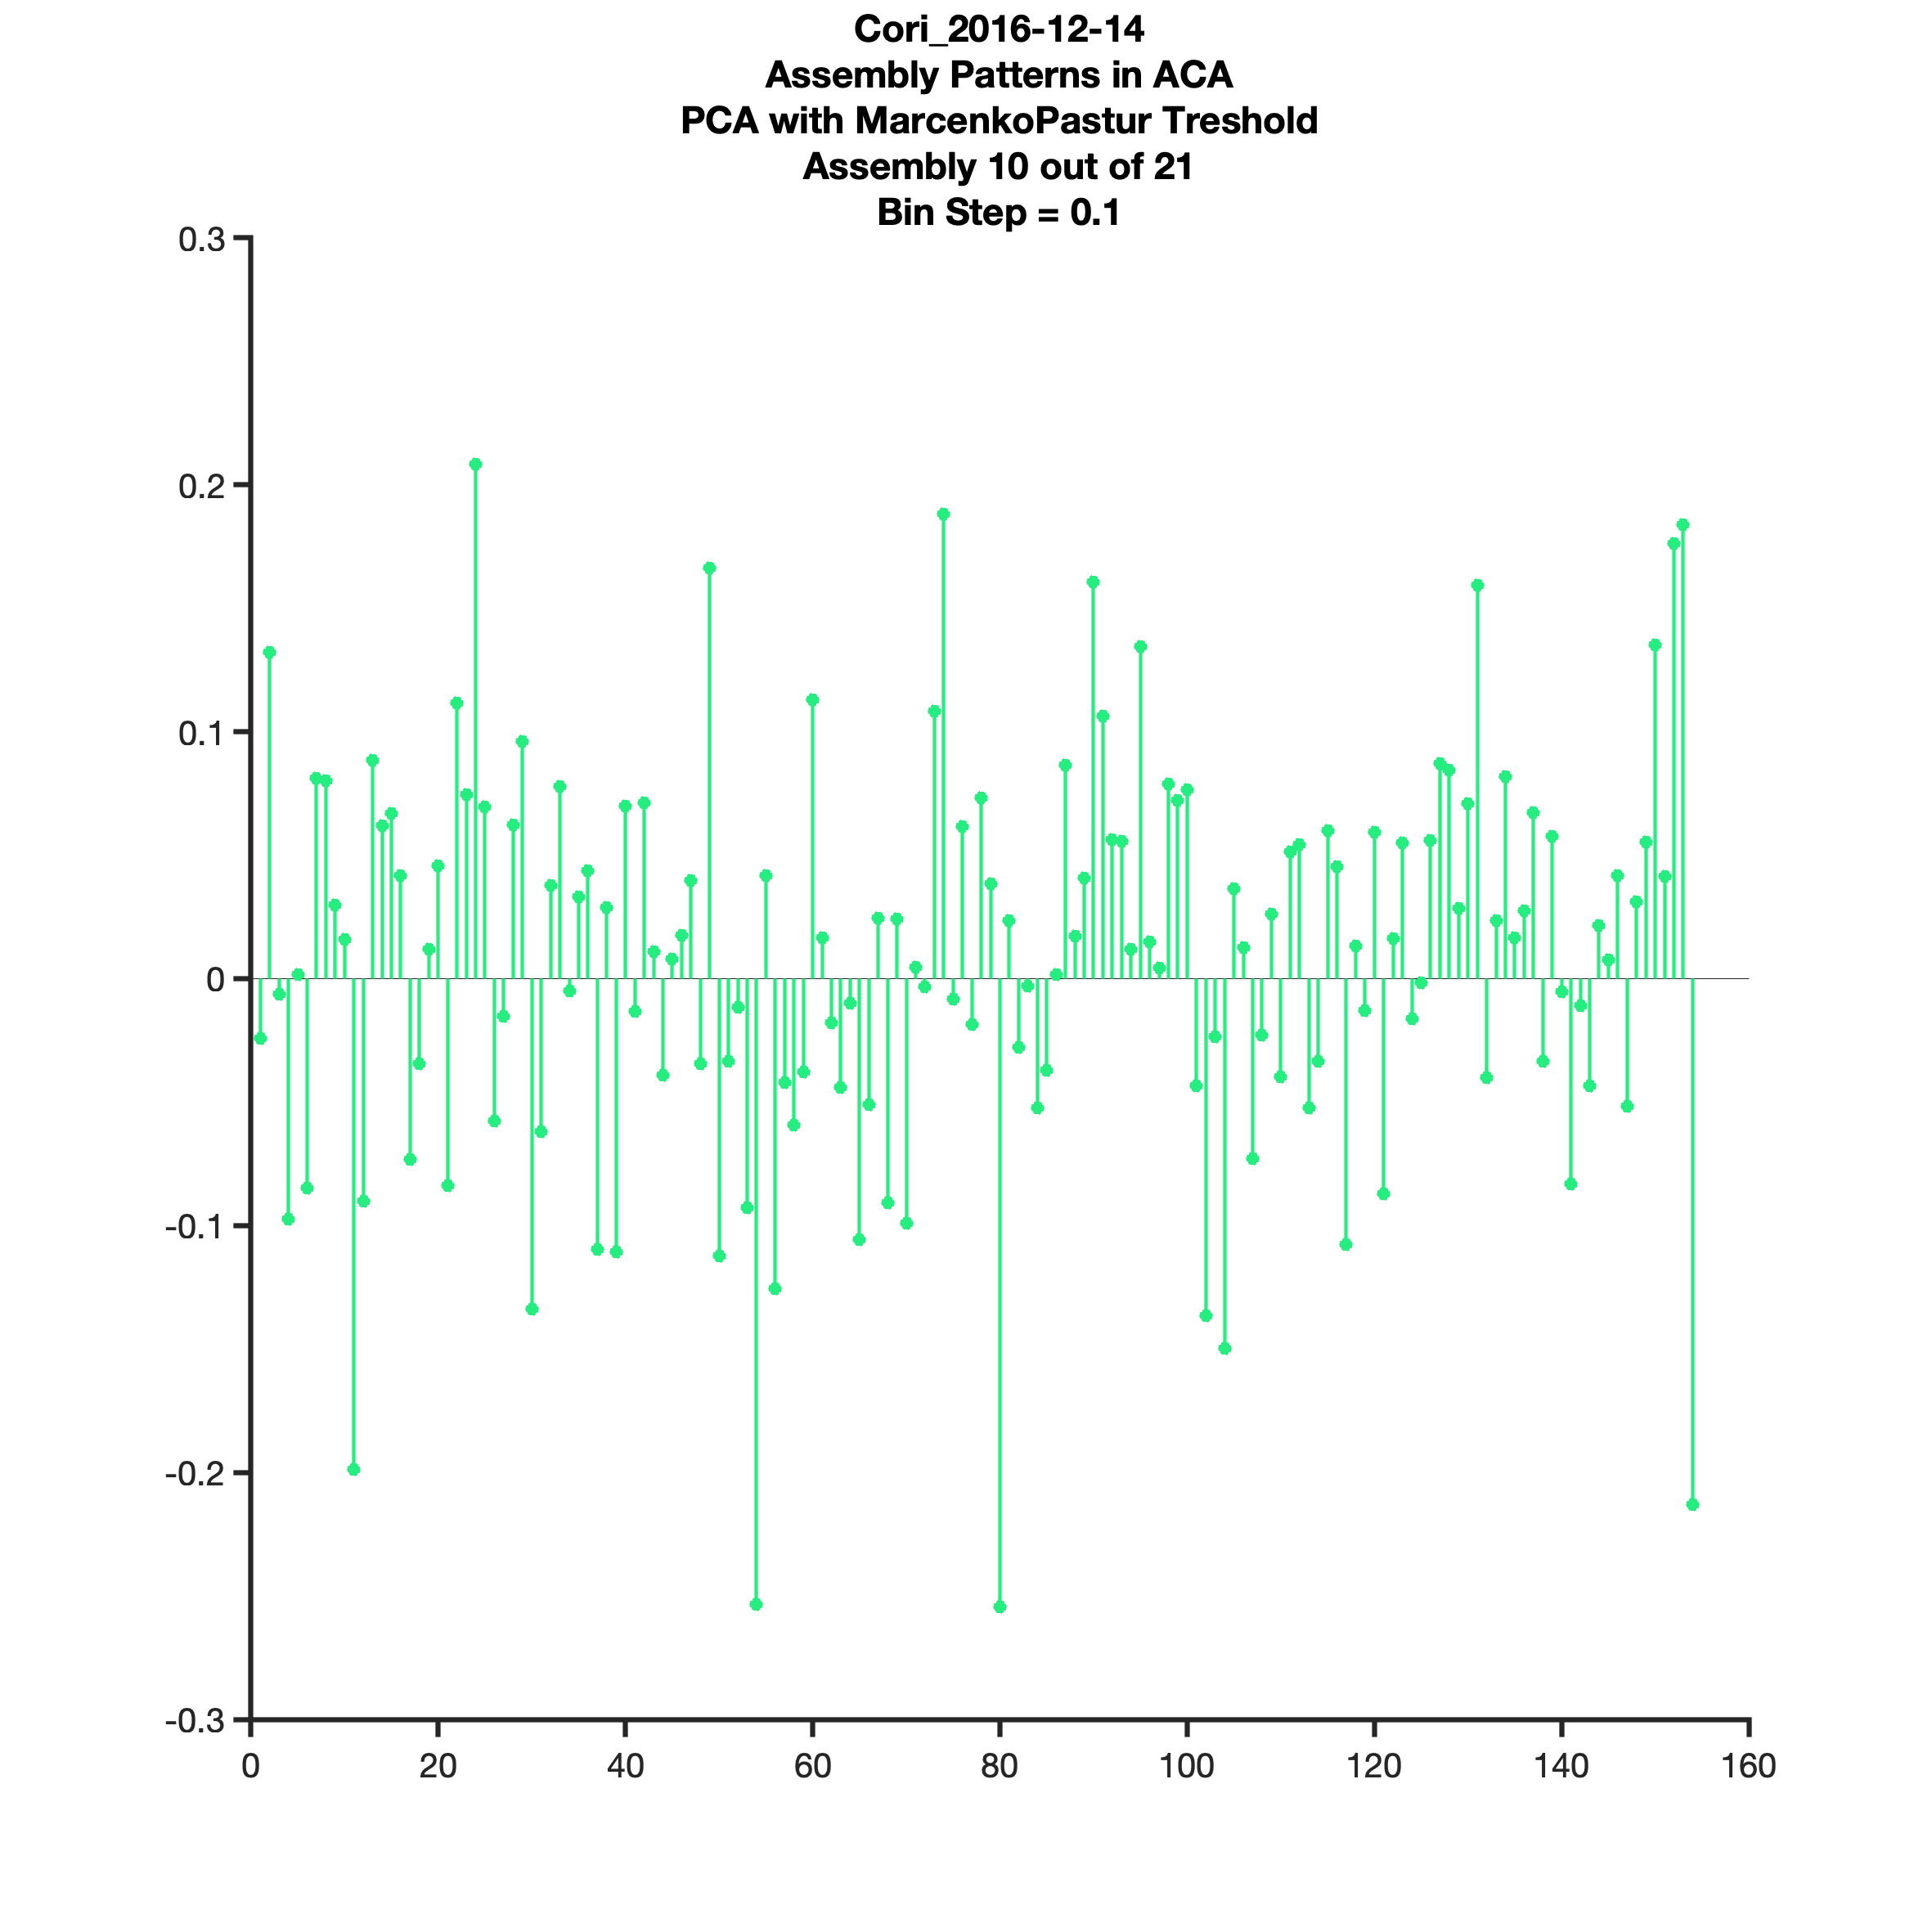 Cori_2016-12-14
Assembly Patterns in ACA
PCA with MarcenkoPastur Treshold
Assembly 10 out of 21
Bin Step = 0.1
0.3
0.2
0.1
0
-0.1
-0.2
-0.3
0 20 40 60 80 100 120 140 160